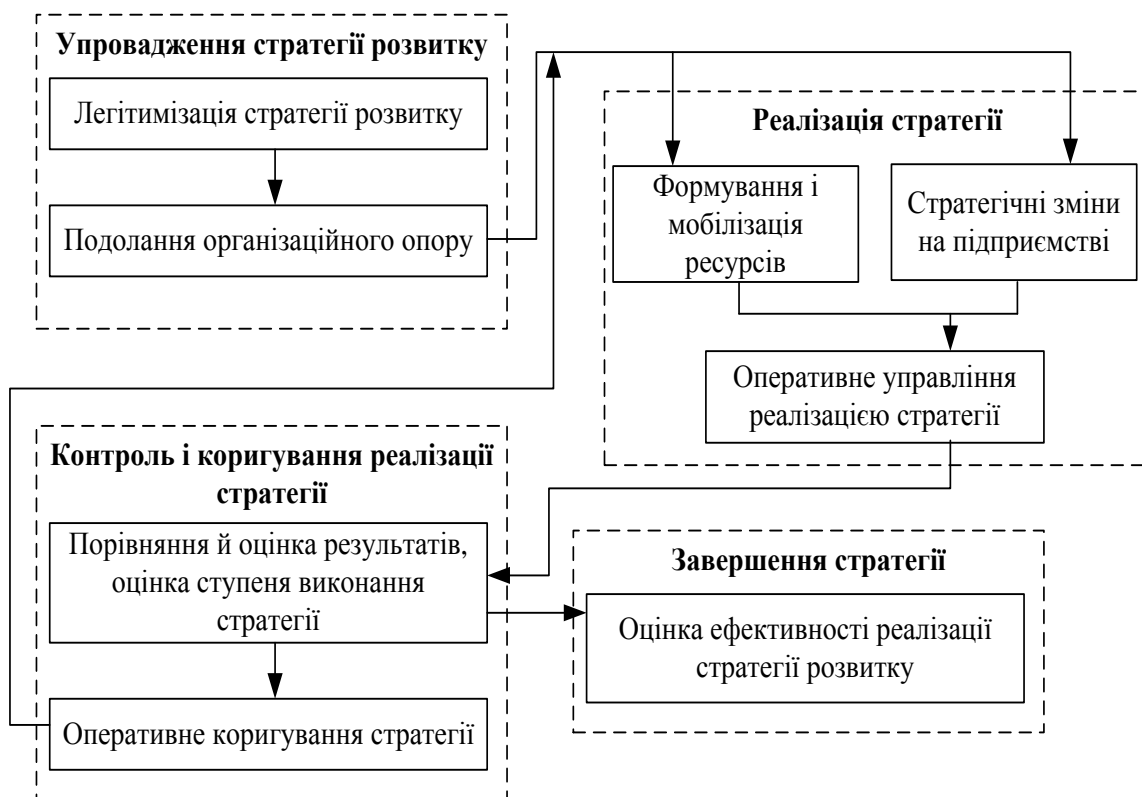 Упровадження стратегії розвитку
Легітимізація стратегії розвитку
Подолання організаційного опору
Реалізація стратегії
Формування і
мобілізація
ресурсів
Стратегічні зміни
на підприємстві
Оперативне управління
реалізацією стратегії
Контроль і коригування реалізації
стратегії
Порівняння й оцінка результатів,
оцінка ступеня виконання
стратегії
Оперативне коригування стратегії
Завершення стратегії
Оцінка ефективності реалізації
стратегії розвитку